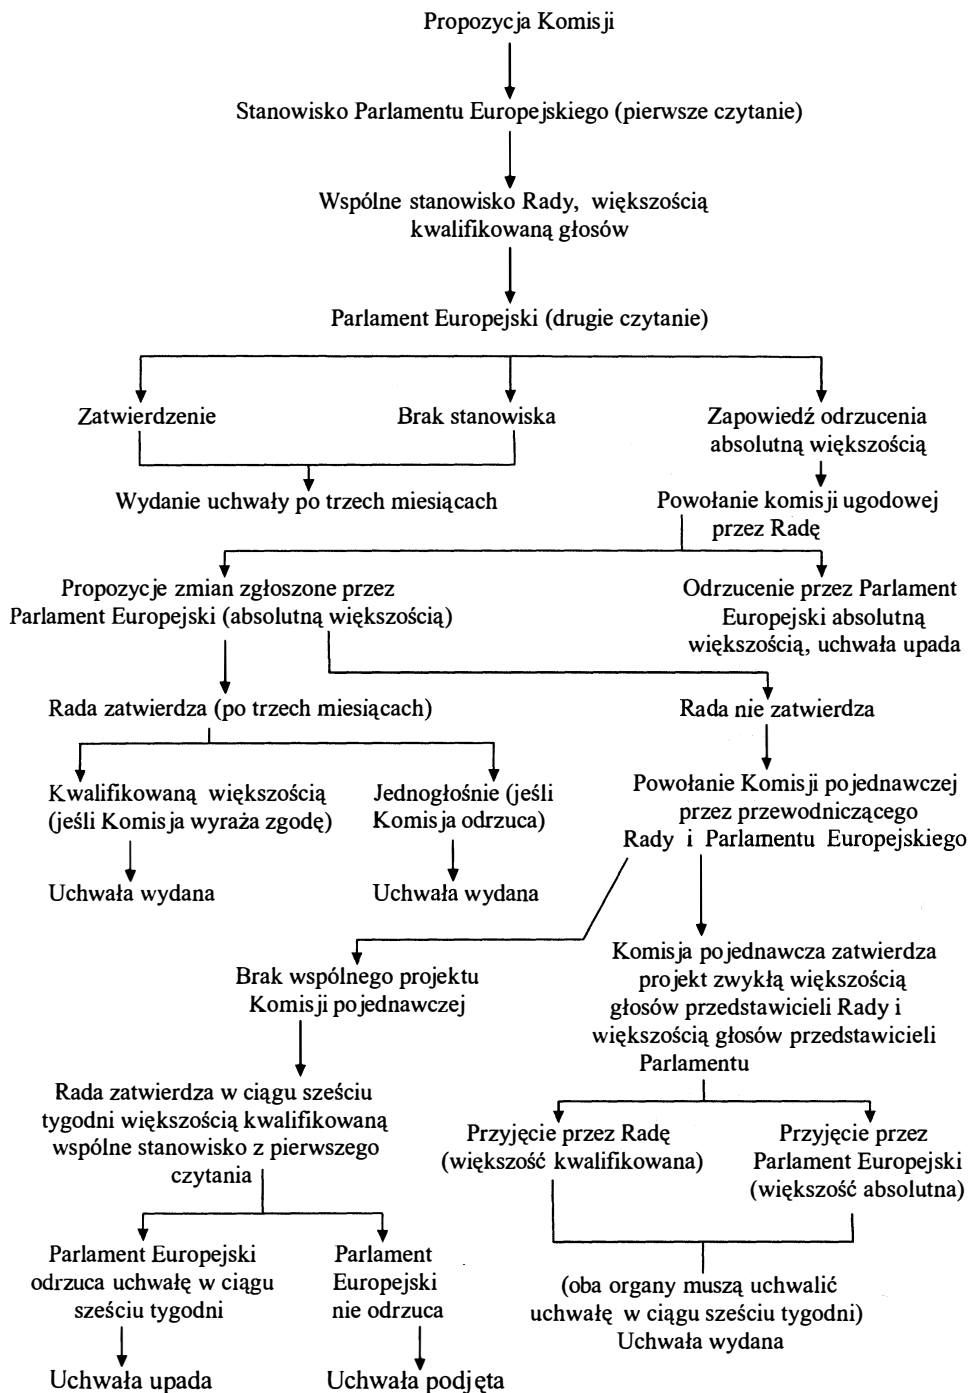 Propozycja Komisji
Stanowisko Parlamentu Europejskiego (pierwsze czytanie)
Wspólne stanowisko Rady, większością
kwalifikowaną głosów
Parlament Europejski (drugie czytanie)
Zatwierdzenie
Brak stanowiska
Zapowiedź odrzucenia
absolutną większością
Wydanie uchwały po trzech miesiącach
Powołanie komisji ugodowej
przez Radę
Propozycje zmian zgłoszone przez
Parlament Europejski (absolutną większością)
Odrzucenie przez Parlament
Europejski absolutną
większością, uchwała upada
Rada zatwierdza (po trzech miesiącach)
Rada nie zatwierdza
Kwalifikowaną większością
(jeśli Komisja wyraża zgodę)
Jednogłośnie (jeśli
Komisja odrzuca)
Powołanie Komisji pojednawczej
przez przewodniczącego
Rady i Parlamentu Europejskiego
Uchwała wydana
Uchwała wydana
Brak wspólnego projektu
Komisji pojednawczej
Komisja pojednawcza zatwierdza
projekt zwykłą większością
głosów przedstawicieli Rady i
większością głosów przedstawicieli
Parlamentu
Rada zatwierdza w ciągu sześciu
tygodni większością kwalifikowaną
wspólne stanowisko z pierwszego
czytania
Przyjęcie przez Radę
(większość kwalifikowana)
Przyjęcie przez
Parlament Europejski
(większość absolutna)
Parlament Europejski
odrzuca uchwałę w ciągu
sześciu tygodni
Parlament
Europejski
nie odrzuca
(oba organy muszą uchwalić
uchwałę w ciągu sześciu tygodni)
Uchwała wydana
Uchwała upada
Uchwała podjęta